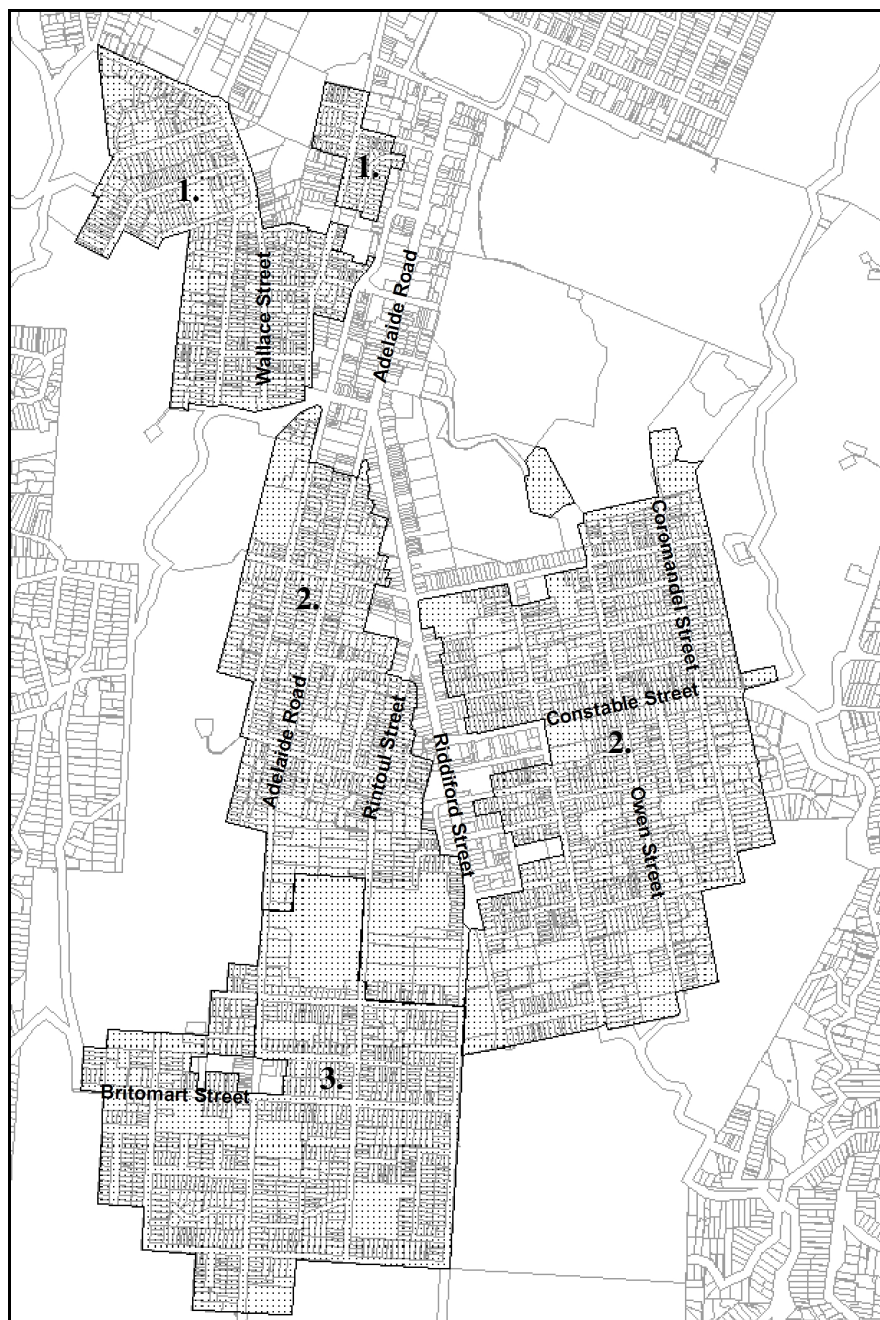 1.
1.
Wallace Street
Adelaide Road
2.
Coromandel Street
Adelaide Road
Rintoul Street
Riddiford Street
Constable Street
2.
Owen Street
3.
Britomart Street